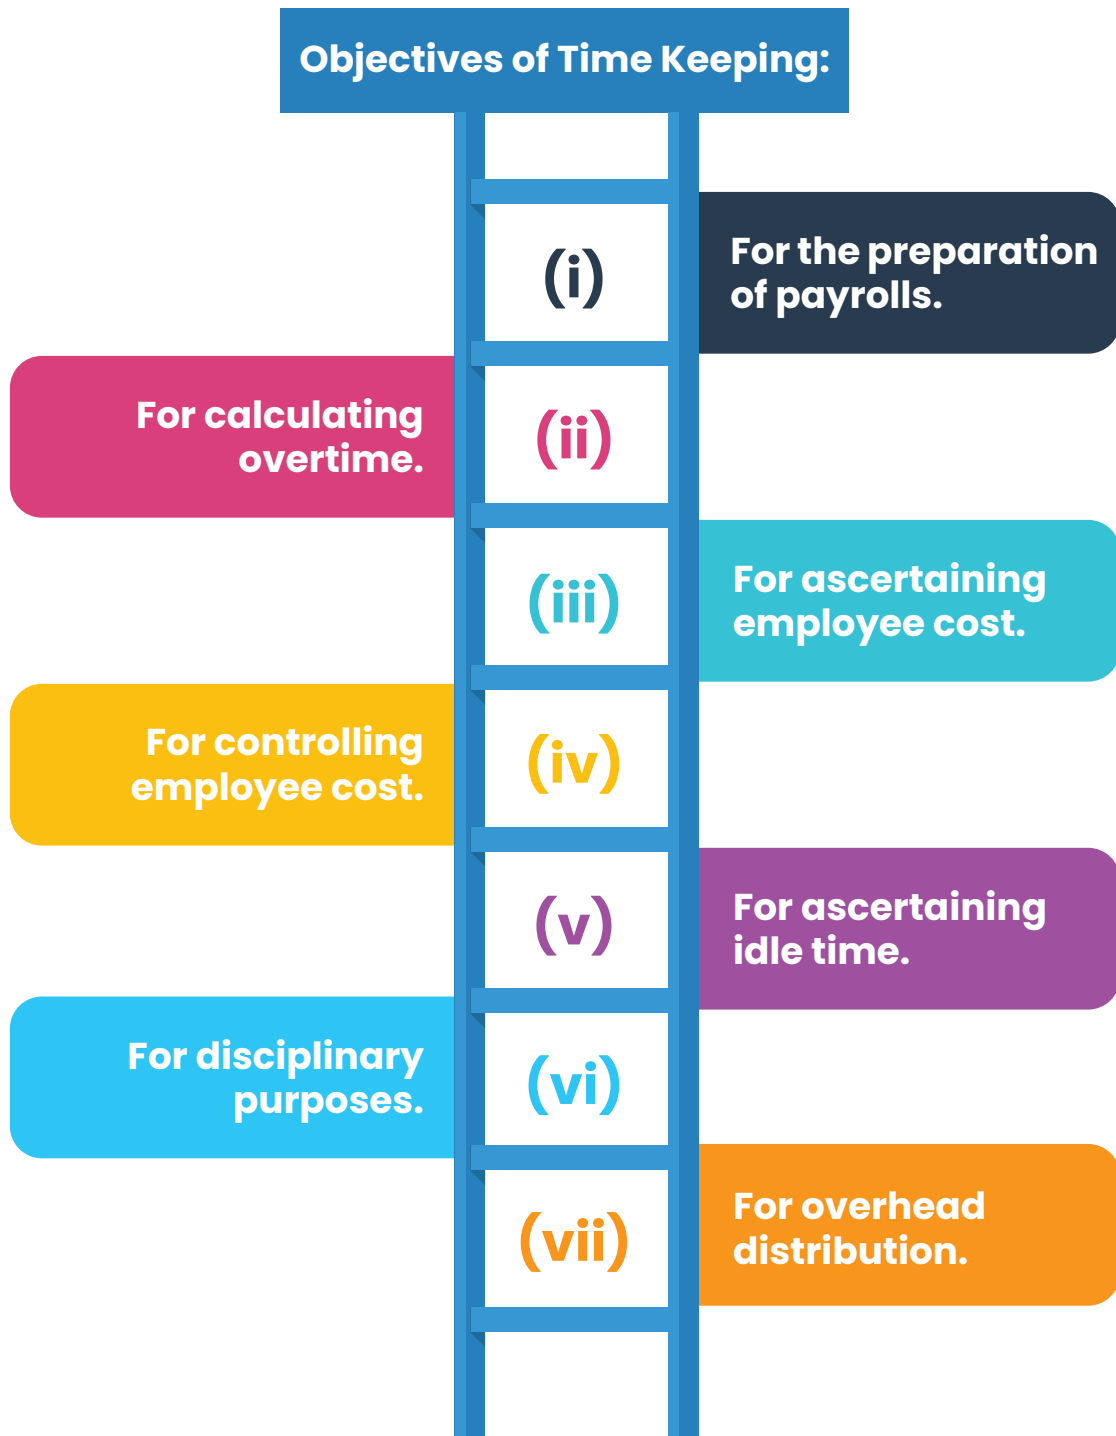 Objectives of Time Keeping:
(i)
For the preparation
of payrolls.
For calculating
overtime.
(ii)
(iii)
For ascertaining
employee cost.
For controlling
employee cost.
(iv)
(v)
For ascertaining
idle time.
For disciplinary
purposes.
(vi)
(vii)
For overhead
distribution.